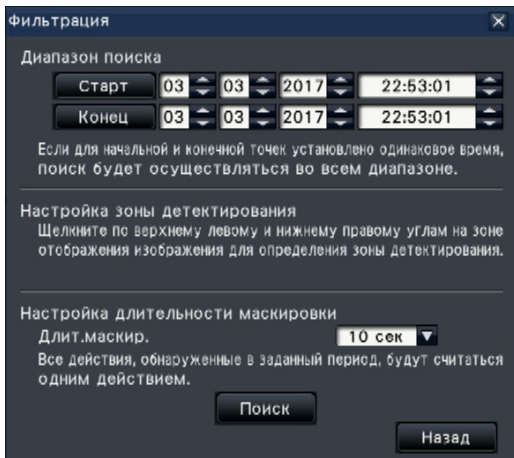 Фильтрация
Диапазон поиска
Старт 03 03 2017 22:53:01
Конец 03 03 2017 22:53:01
Если для начальной и конечной точек установлено одинаковое время,
поиск будет осуществляться во всем диапазоне.
Настройка зоны детектирования
Щелкните по верхнему левому и нижнему правому углам на зоне
отображения изображения для определения зоны детектирования.
Настройка длительности маскировки
Длит.маскир. 10 сек
Все действия, обнаруженные в заданный период, будут считаться
одним действием.
Поиск
Назад